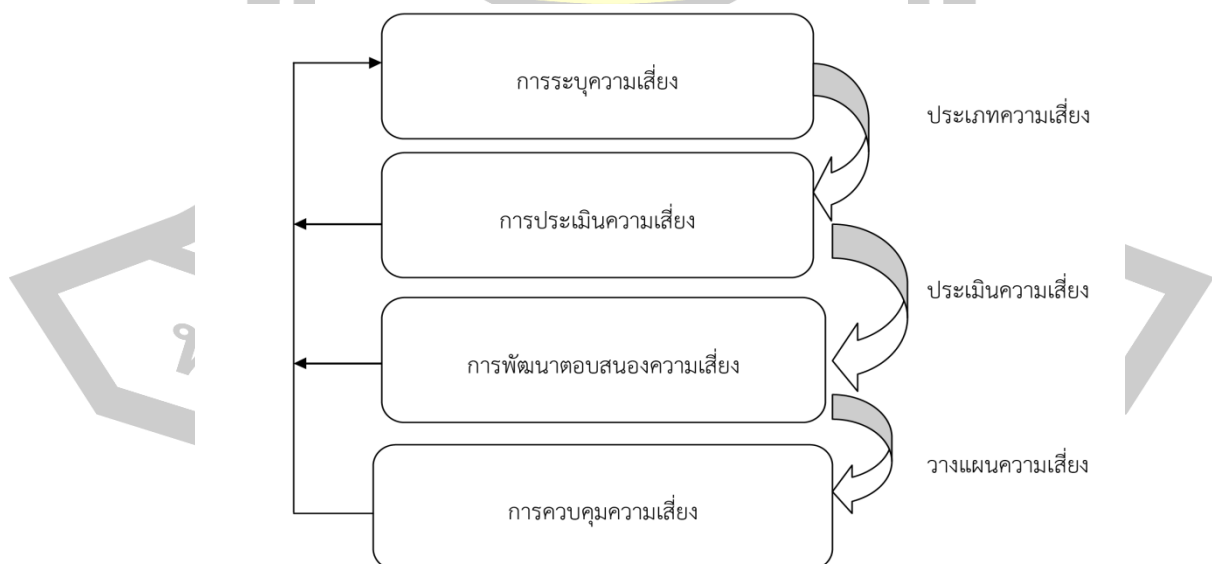 การระบุความเสี่ยง
ประเภทความเสี่ยง
การประเมินความเสี่ยง
ประเมินความเสี่ยง
การพัฒนาตอบสนองความเสี่ยง
วางแผนความเสี่ยง
การควบคุมความเสี่ยง